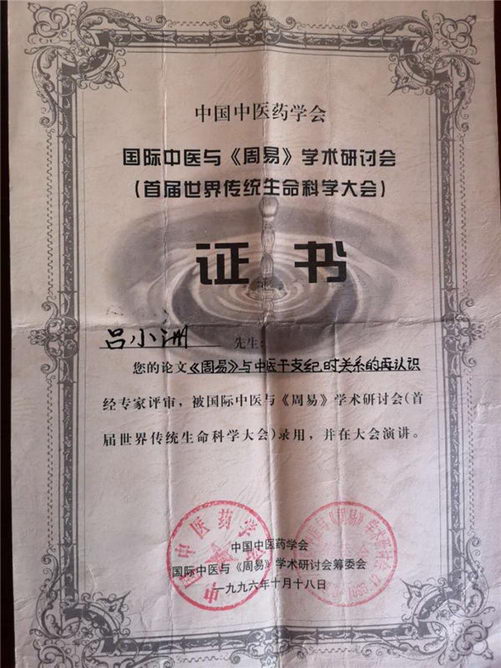 中国中医药学会
国际中医与《周易》学术研讨会
(首届世界传统生命科学大会)
证书
吕小洲 先生:
您的论文《周易》与中医干支纪时关系的再认识
经专家评审,被国际中医与《周易》学术研讨会(首
届世界传统生命科学大会)录用,并在大会演讲。
中国中医药学会
国际中医与《周易》学术研讨会筹委会
一九九六年十月十八日